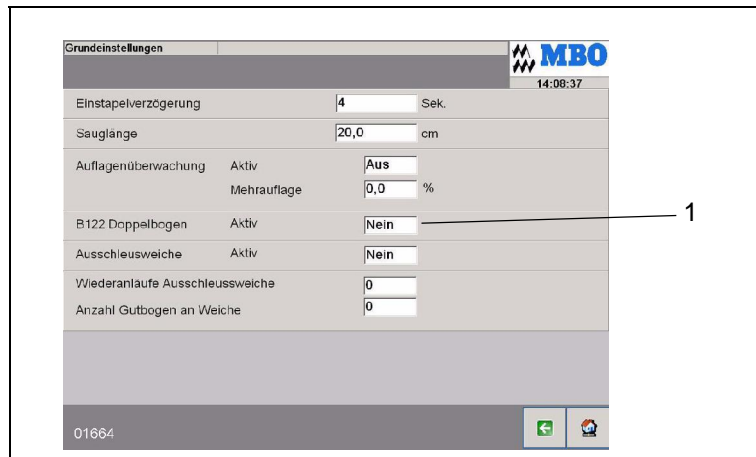 Grundeinstellungen
MBO
14:08:37
Einstapelverzögerung 4 Sek.
Sauglänge 20,0 cm
Auflagenüberwachung Aktiv Aus
Mehrauflage 0,0 %
B122 Doppelbogen Aktiv Nein
1
Ausschleusweiche Aktiv Nein
Wiederanläufe Ausschleussweiche 0
Anzahl Gutbogen an Weiche 0
01664